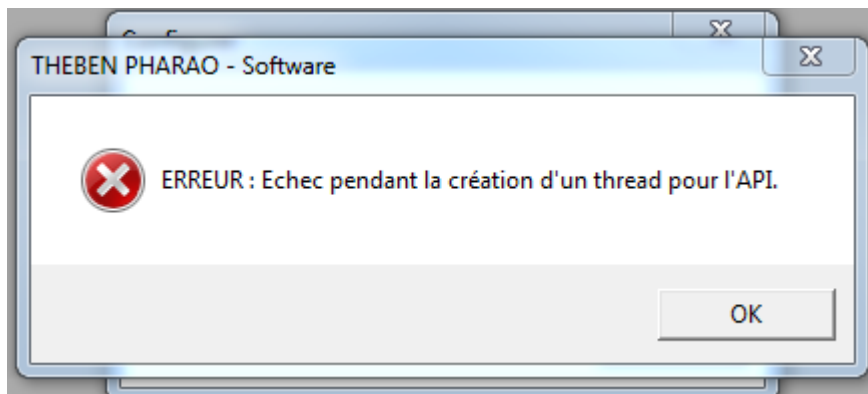 THEBEN PHARAO - Software
ERREUR : Echec pendant la création d'un thread pour l'API.
OK